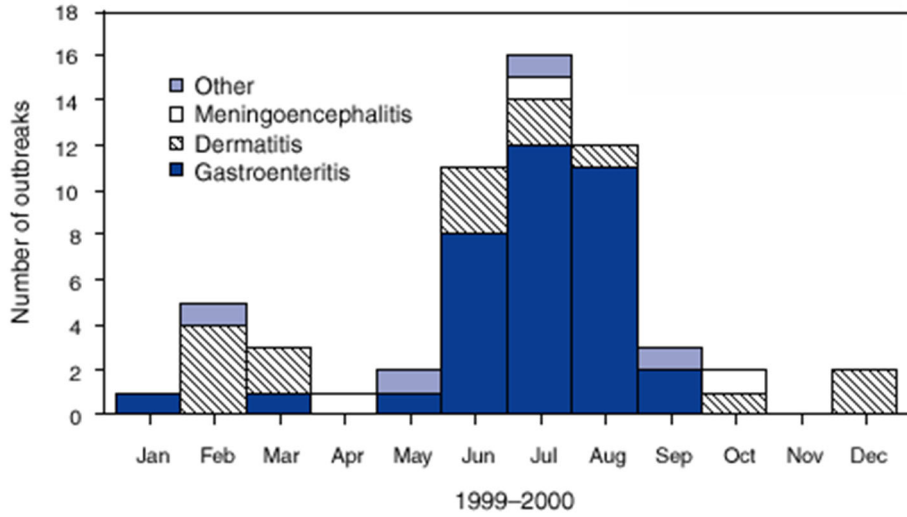 18
16
14
12
10
8
6
4
2
0
Number of outbreaks
Other
Meningoencephalitis
Dermatitis
Gastroenteritis
Jan Feb Mar Apr May Jun Jul Aug Sep Oct Nov Dec
1999–2000